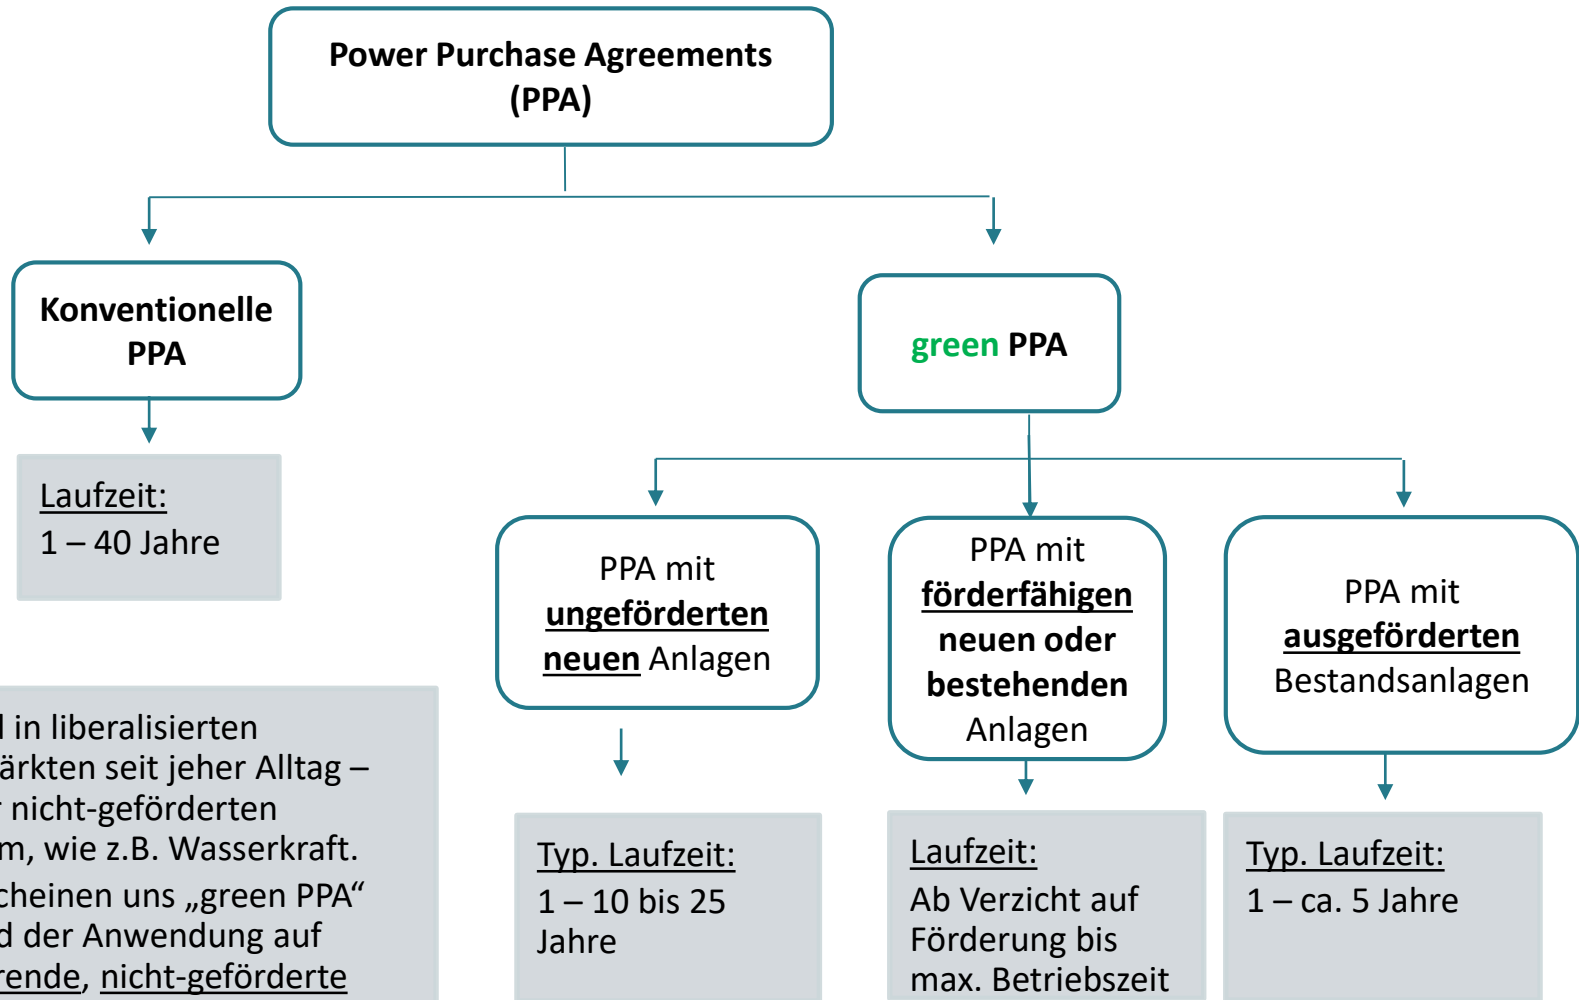 Power Purchase Agreements
(PPA)
Konventionelle
PPA
green PPA
Laufzeit:
1 – 40 Jahre
PPA mit
ungeförderten
neuen Anlagen
PPA mit
förderfähigen
neuen oder
bestehenden
Anlagen
PPA mit
ausgeförderten
Bestandsanlagen
in liberalisierten
seit jeher Alltag –
nicht-geförderten
wie z.B. Wasserkraft.
uns „green PPA“
der Anwendung auf
nicht-geförderte
Typ. Laufzeit:
1 – 10 bis 25
Jahre
Laufzeit:
Ab Verzicht auf
Förderung bis
max. Betriebszeit
Typ. Laufzeit:
1 – ca. 5 Jahre